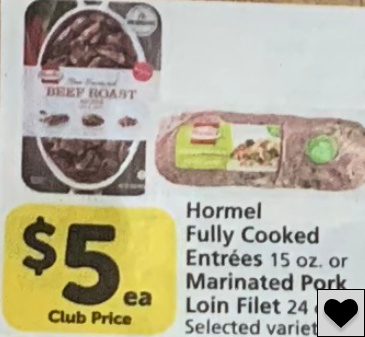 Hormel
BEEF ROAST
$5 ea
Club Price
Hormel
Fully Cooked
Entrées 15 oz. or
Marinated Pork
Loin Filet 24
Selected variet